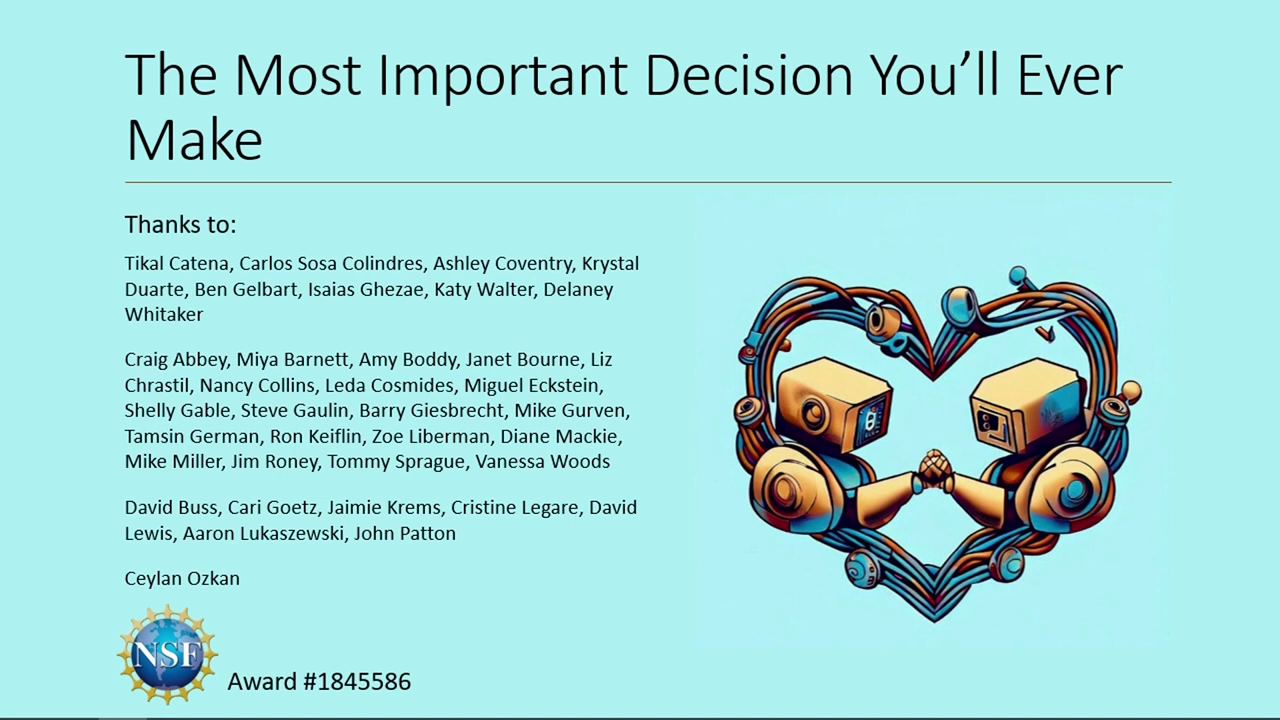 The Most Important Decision You’ll Ever
Make
Thanks to:
Tikal Catena, Carlos Sosa Colindres, Ashley Coventry, Krystal
Duarte, Ben Gelbart, Isaias Ghezae, Katy Walter, Delaney
Whitaker
Craig Abbey, Miya Barnett, Amy Boddy, Janet Bourne, Liz
Chrastil, Nancy Collins, Leda Cosmides, Miguel Eckstein,
Shelly Gable, Steve Gaulin, Barry Giesbrecht, Mike Gurven,
Tamsin German, Ron Keiflin, Zoe Liberman, Diane Mackie,
Mike Miller, Jim Roney, Tommy Sprague, Vanessa Woods
David Buss, Cari Goetz, Jaimie Krems, Cristine Legare, David
Lewis, Aaron Lukaszewski, John Patton
Ceylan Ozkan
NSF
Award #1845586